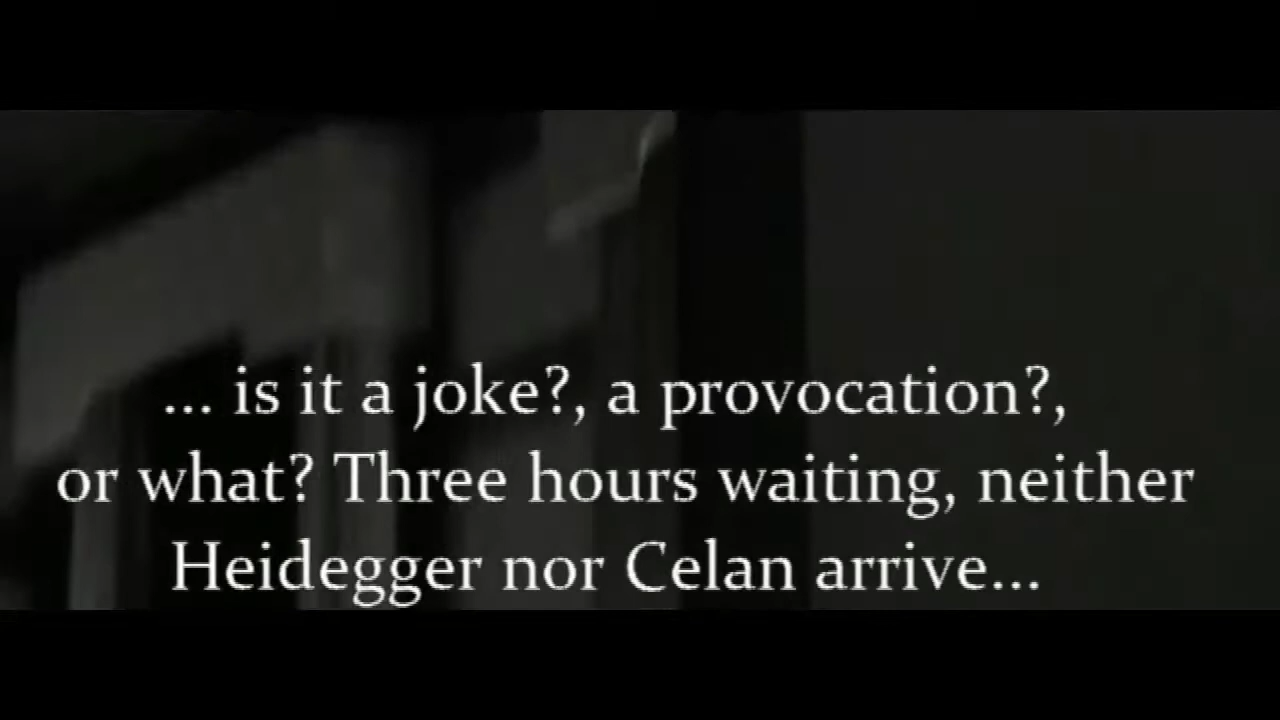 ... is it a joke?, a provocation?,
or what? Three hours waiting, neither
Heidegger nor Celan arrive...